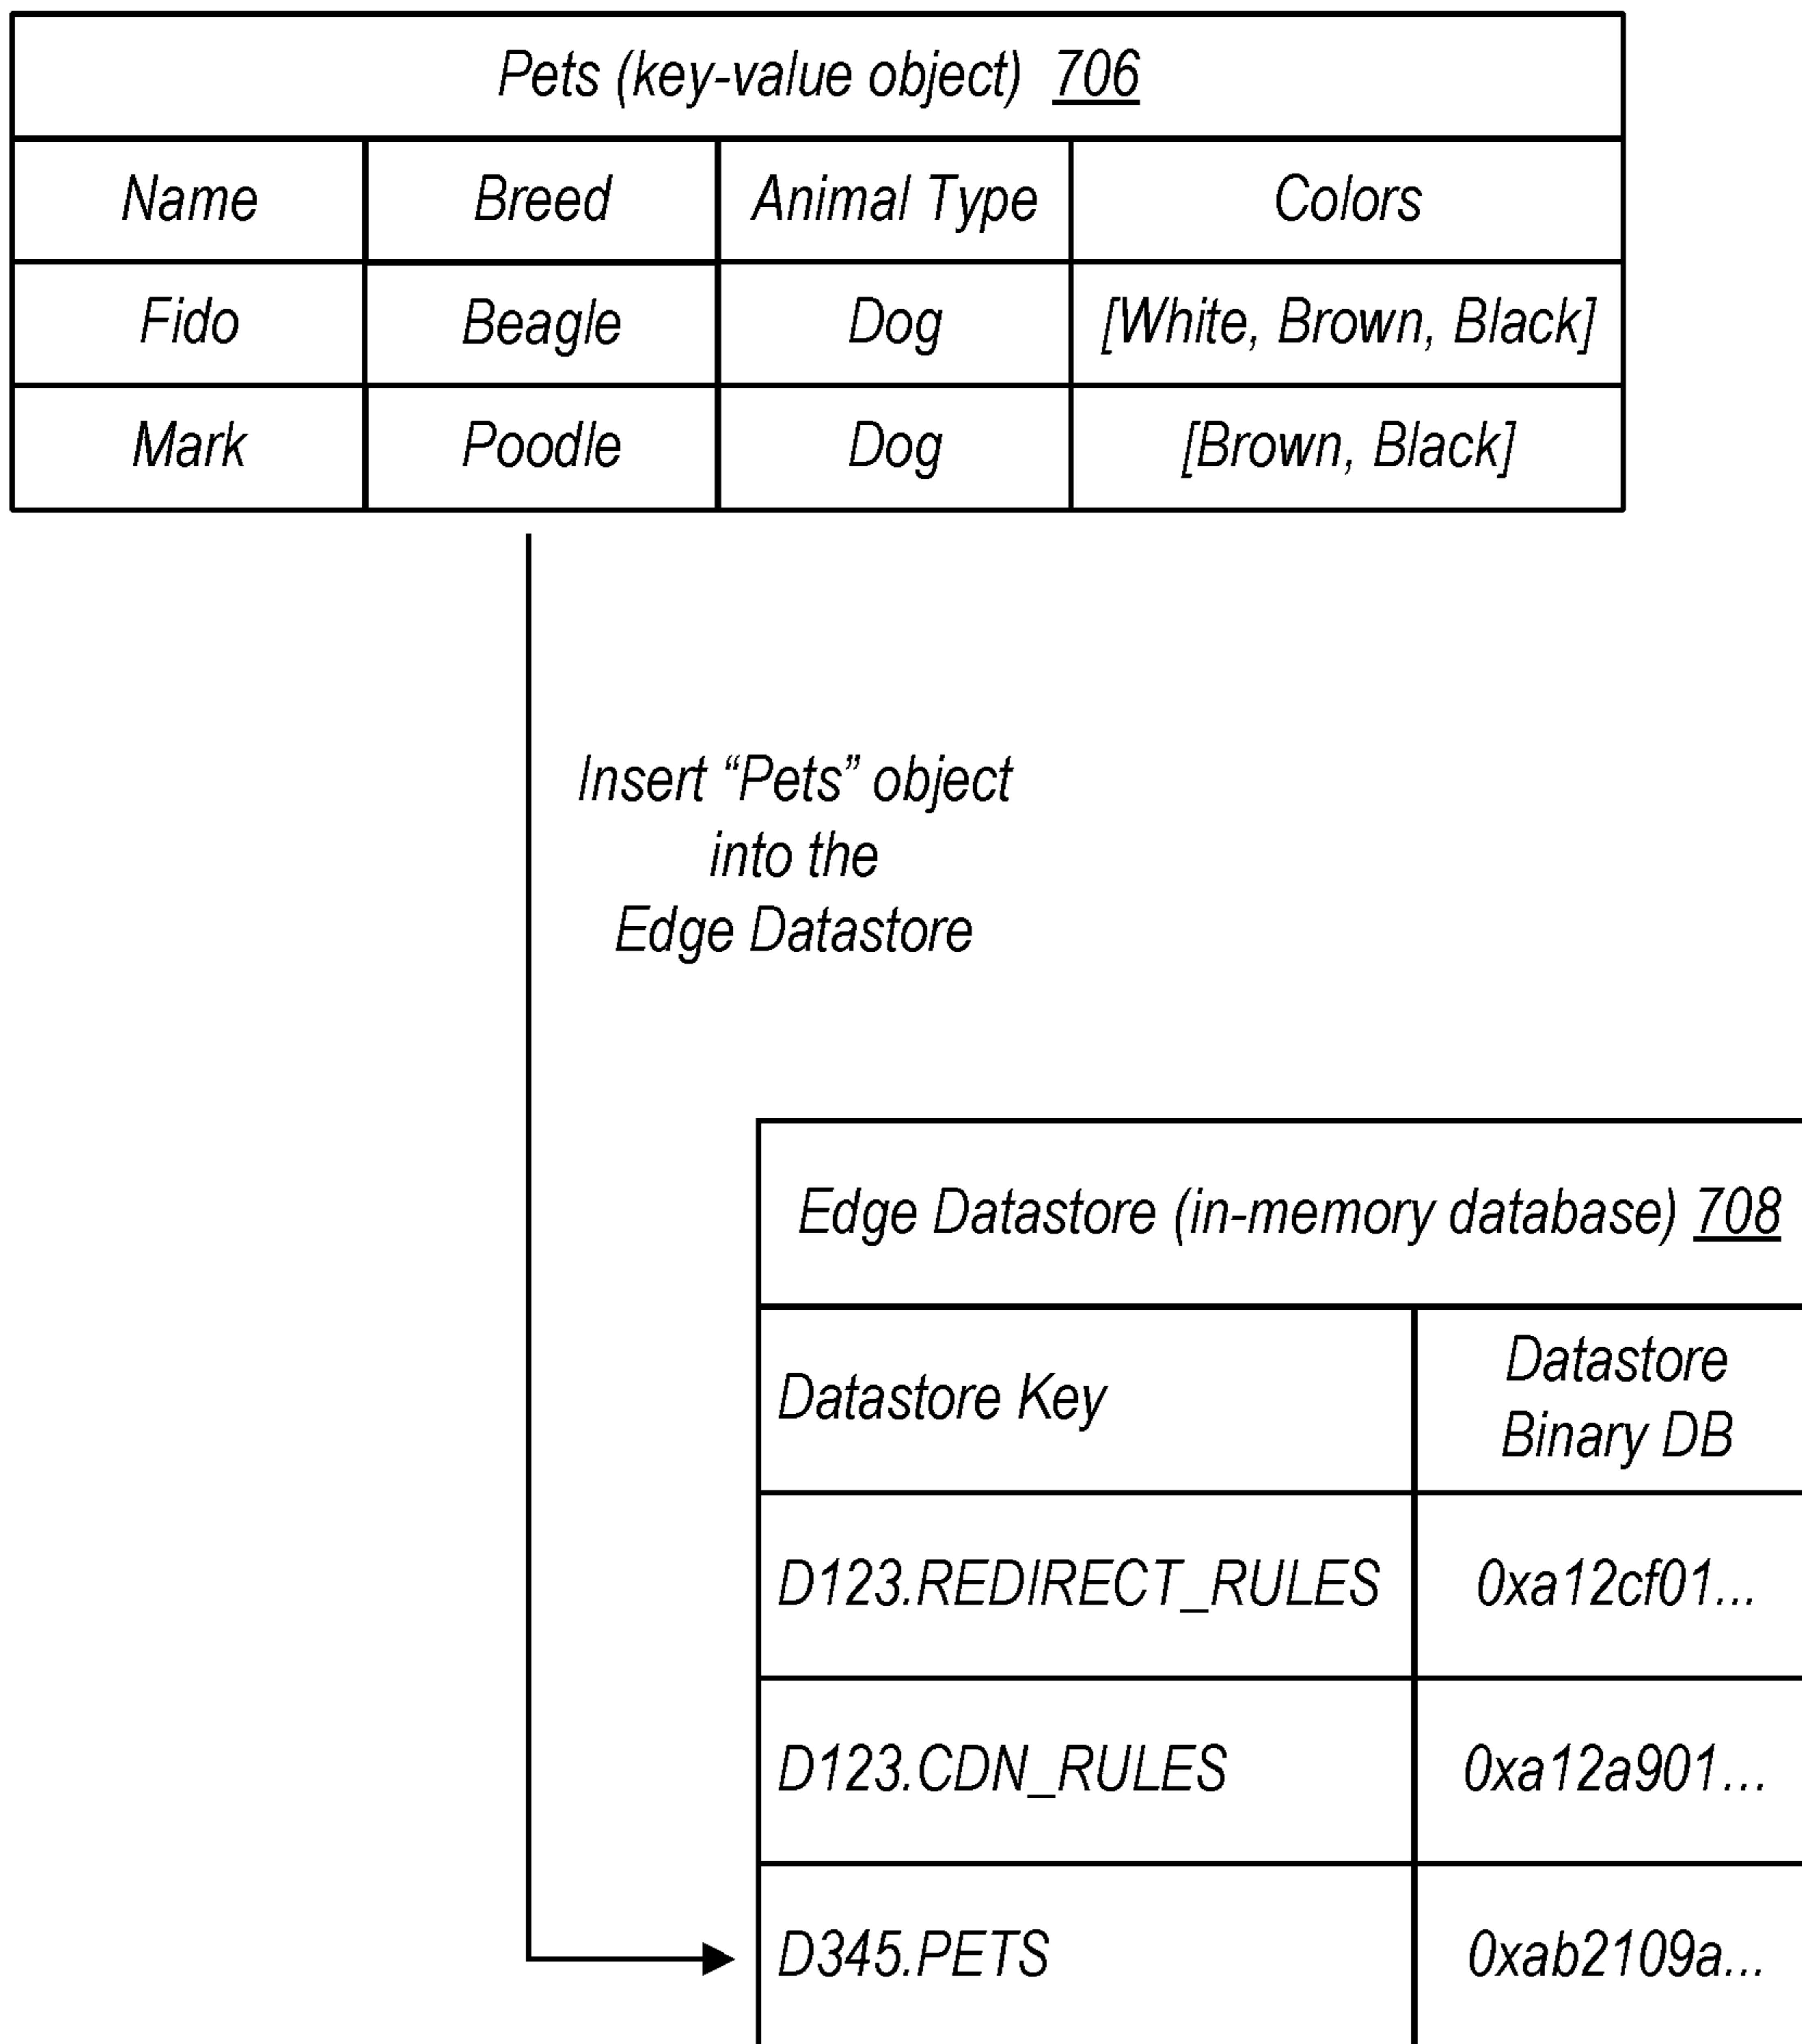 Pets (key-value object) 706
Name Breed Animal Type Colors
Fido Beagle Dog [White, Brown, Black]
Mark Poodle Dog [Brown, Black]
Insert “Pets” object
into the
Edge Datastore
Edge Datastore (in-memory database) 708
Datastore Key
Datastore
Binary DB
D123.REDIRECT_RULES 0xa12cf01...
D123.CDN_RULES 0xa12a901...
D345.PETS 0xab2109a...